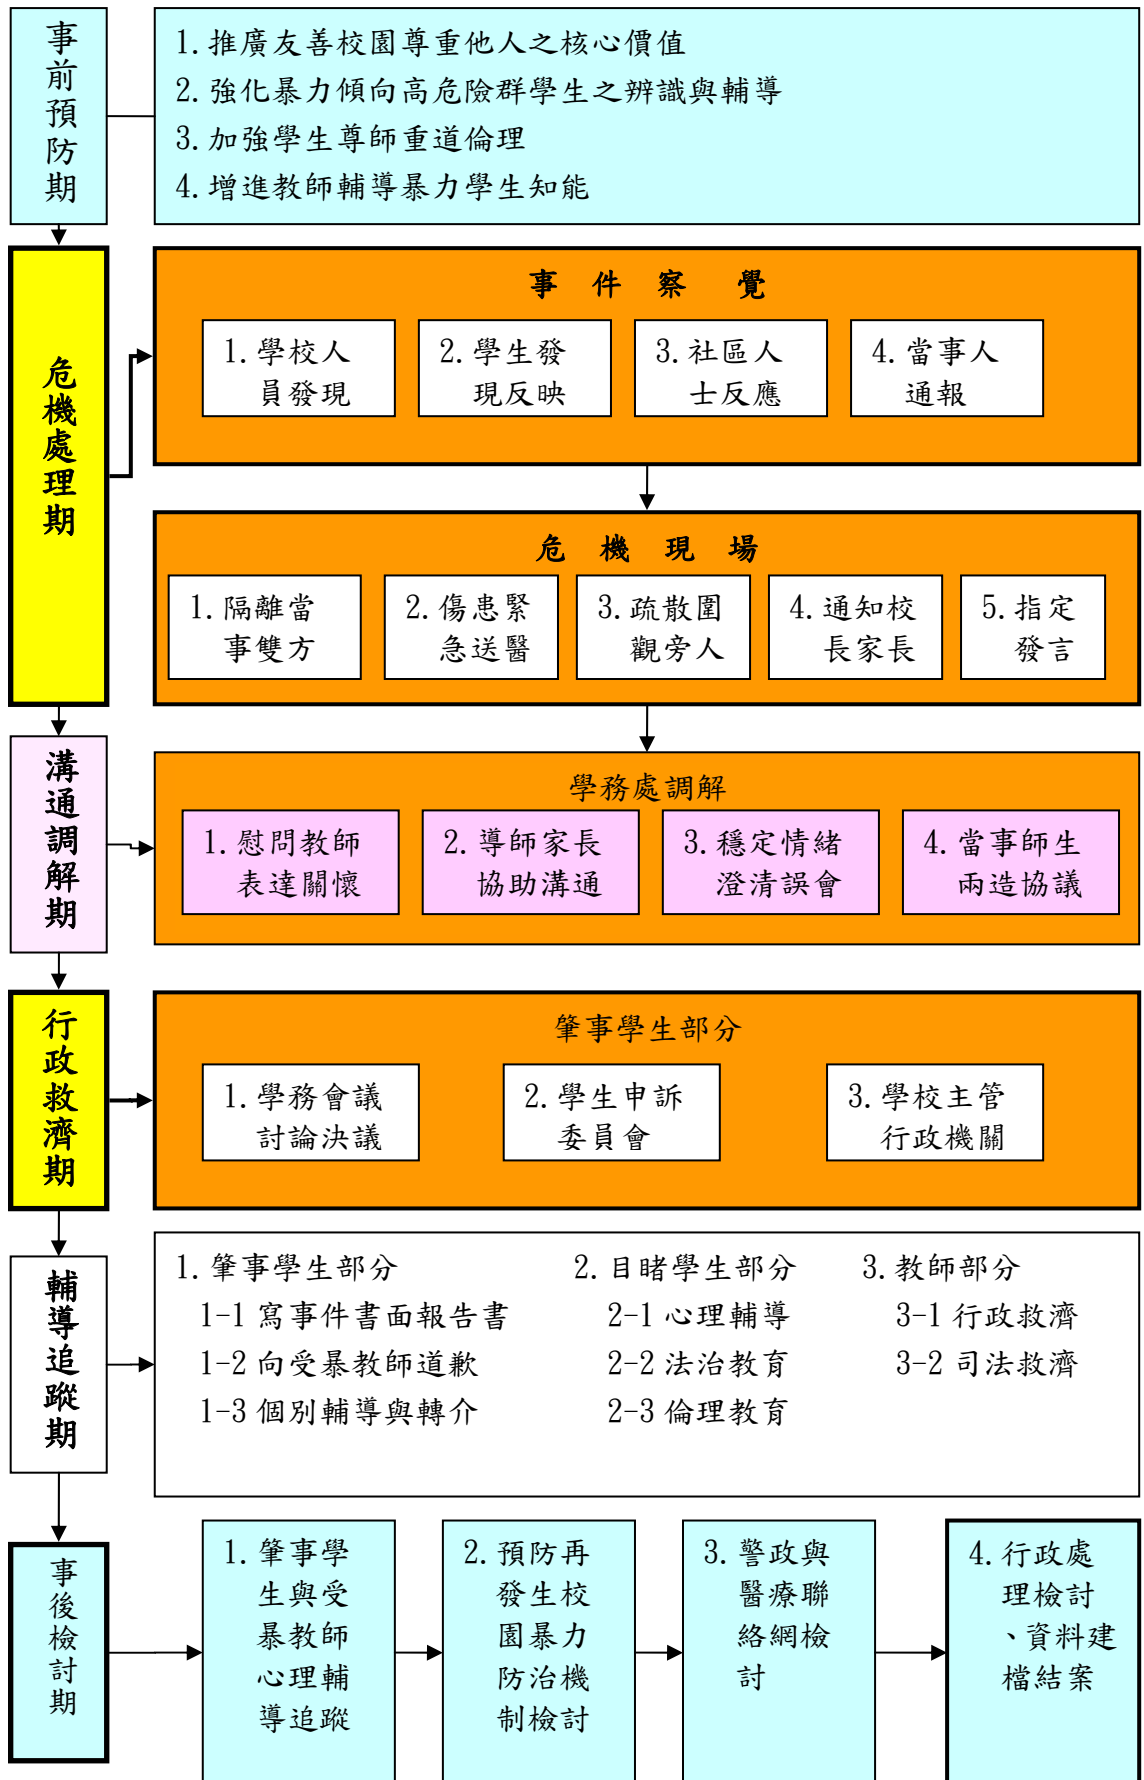 事前預防期
1.推廣友善校園尊重他人之核心價值
2.強化暴力傾向高危險群學生之辨識與輔導
3.加強學生尊師重道倫理
4.增進教師輔導暴力學生知能
危機處理期
事件察覺
1.學校人
員發現
2.學生發
現反映
3.社區人
士反應
4.當事人
通報
危機現場
1.隔離當
事雙方
2.傷患緊
急送醫
3.疏散圍
觀旁人
4.通知校
長家長
5.指定
發言
溝通調解期
學務處調解
1.慰問教師
表達關懷
2.導師家長
協助溝通
3.穩定情緒
澄清誤會
4.當事師生
兩造協議
行政救濟期
肇事學生部分
1.學務會議
討論決議
2.學生申訴
委員會
3.學校主管
行政機關
輔導追蹤期
1.肇事學生部分
1-1 寫事件書面報告書
1-2 向受暴教師道歉
1-3 個別輔導與轉介
2.目睹學生部分
2-1 心理輔導
2-2 法治教育
2-3 倫理教育
3.教師部分
3-1 行政救濟
3-2 司法救濟
事後檢討期
1.肇事學
生與受
暴教師
心理輔
導追蹤
2.預防再
發生校
園暴力
防治機
制檢討
3.警政與
醫療聯
絡網檢
討
4.行政處
理檢討
、資料建
檔結案